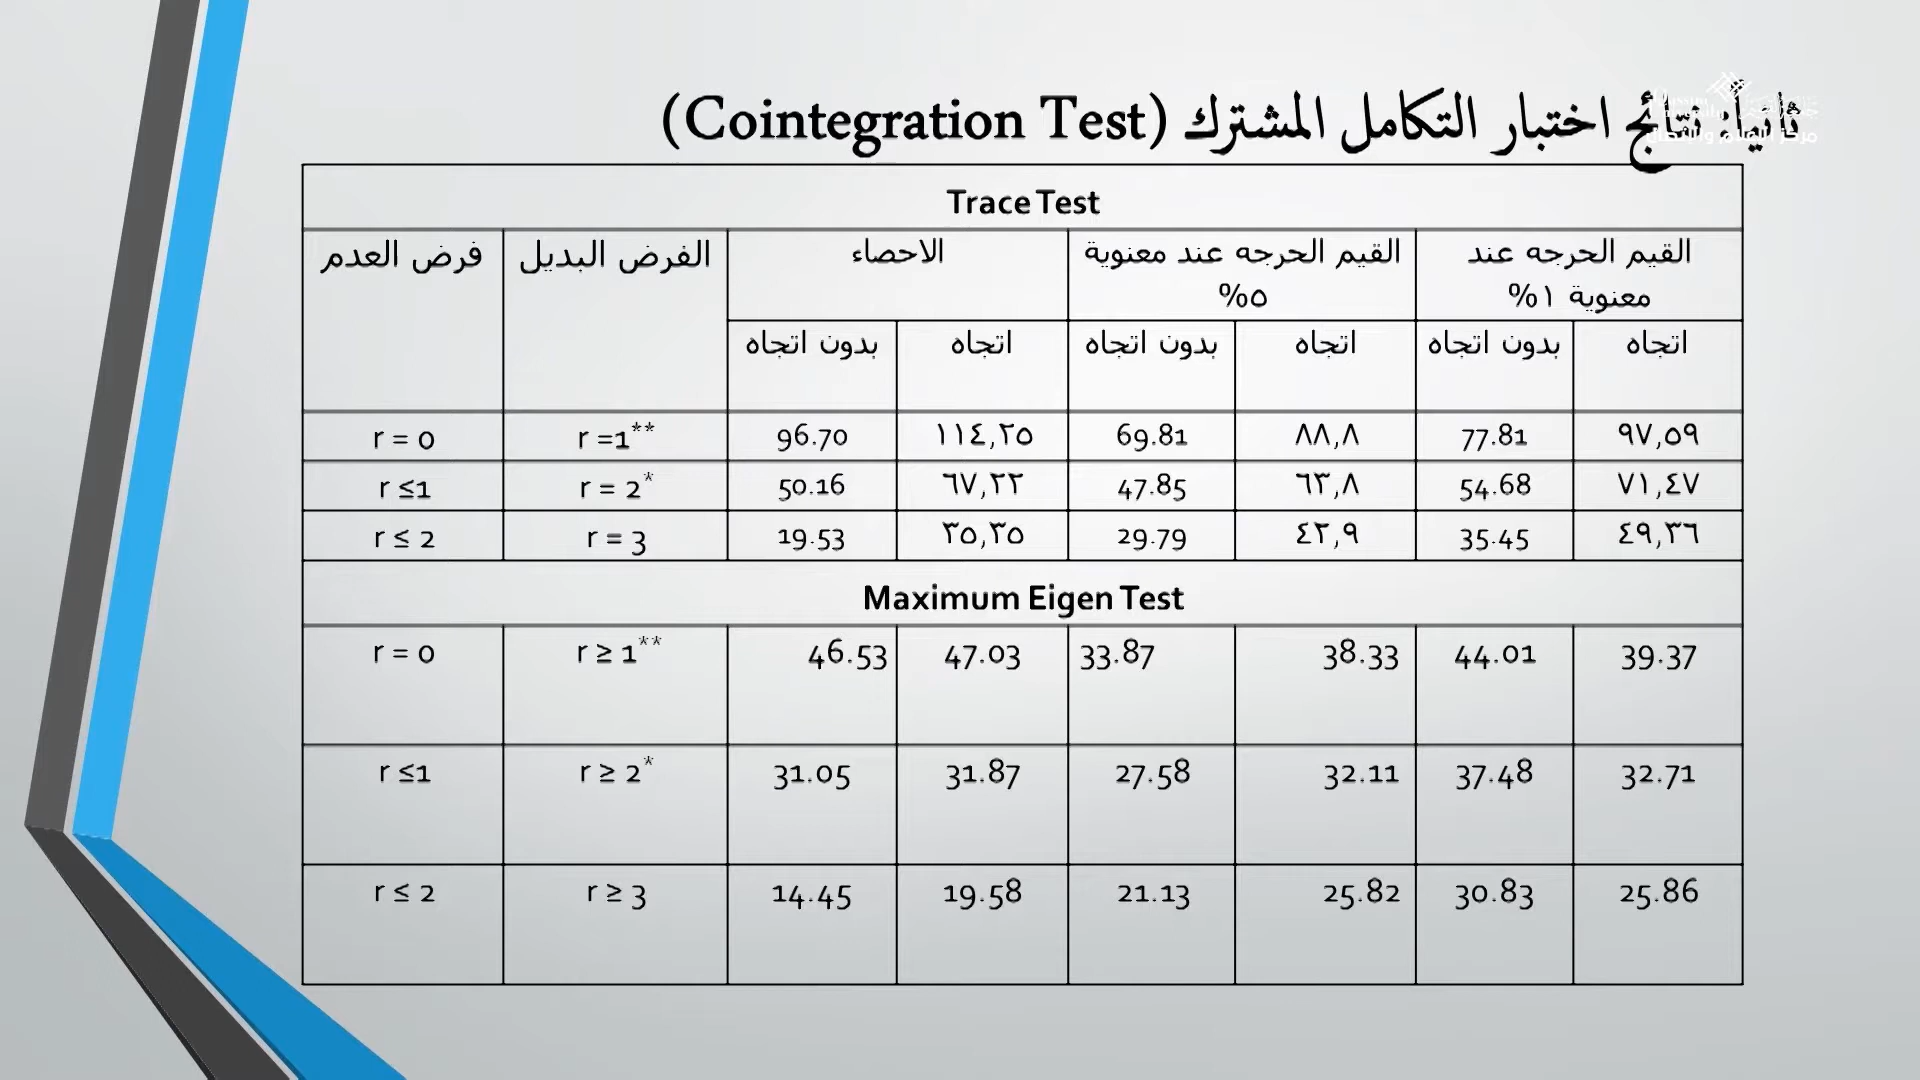 ثانيا: نتائج اختبار التكامل المشترك (Cointegration Test)
Trace Test
فرض العدم الفرض البديل الاحصاء القيم الحرجه عند معنوية ٥% القيم الحرجه عند معنوية ١%
بدون اتجاه اتجاه بدون اتجاه اتجاه بدون اتجاه اتجاه
r = 0 r =1** 96.70 ١١٤,٢٥ 69.81 ٨٨,٨ 77.81 ٩٧,٥٩
r ≤1 r = 2* 50.16 ٦٧,٢٢ 47.85 ٦٣,٨ 54.68 ٧١,٤٧
r ≤ 2 r = 3 19.53 ٣٥,٣٥ 29.79 ٤٢,٩ 35.45 ٤٩,٣٦
Maximum Eigen Test
r = 0 r ≥ 1** 46.53 47.03 33.87 38.33 44.01 39.37
r ≤1 r ≥ 2* 31.05 31.87 27.58 32.11 37.48 32.71
r ≤ 2 r ≥ 3 14.45 19.58 21.13 25.82 30.83 25.86